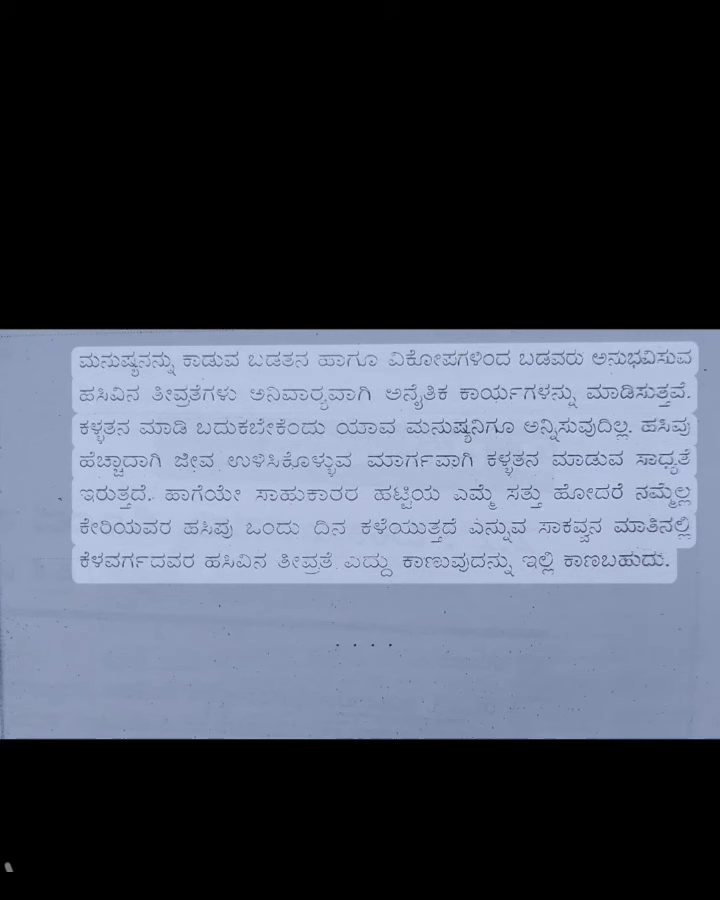 ಮನುಷ್ಯನನ್ನು ಕಾಡುವ ಬಡತನ ಹಾಗೂ ವಿಕೋಪಗಳಿಂದ ಬಡವರು ಅನುಭವಿಸುವ
ಹಸಿವಿನ ತೀವ್ರತೆಗಳು ಅನಿವಾರ್‍ಯವಾಗಿ ಅನೈತಿಕ ಕಾರ್ಯಗಳನ್ನು ಮಾಡಿಸುತ್ತವೆ.
ಕಳ್ಳತನ ಮಾಡಿ ಬದುಕಬೇಕೆಂದು ಯಾವ ಮನುಷ್ಯನಿಗೂ ಅನ್ನಿಸುವುದಿಲ್ಲ. ಹಸಿವು
ಹೆಚ್ಚಾದಾಗಿ ಜೀವ ಉಳಿಸಿಕೊಳ್ಳುವ ಮಾರ್ಗವಾಗಿ ಕಳ್ಳತನ ಮಾಡುವ ಸಾಧ್ಯತೆ
ಇರುತ್ತದೆ. ಹಾಗೆಯೇ ಸಾಹುಕಾರರ ಹಟ್ಟಿಯ ಎಮ್ಮೆ ಸತ್ತು ಹೋದರೆ ನಮ್ಮೆಲ್ಲ
ಕೇರಿಯವರ ಹಸಿವು ಒಂದು ದಿನ ಕಳೆಯುತ್ತದೆ ಎನ್ನುವ ಸಾಕವ್ವನ ಮಾತಿನಲ್ಲಿ
ಕೆಳವರ್ಗದವರ ಹಸಿವಿನ ತೀವ್ರತೆ ಎದ್ದು ಕಾಣುವುದನ್ನು ಇಲ್ಲಿ ಕಾಣಬಹುದು.
. . . .